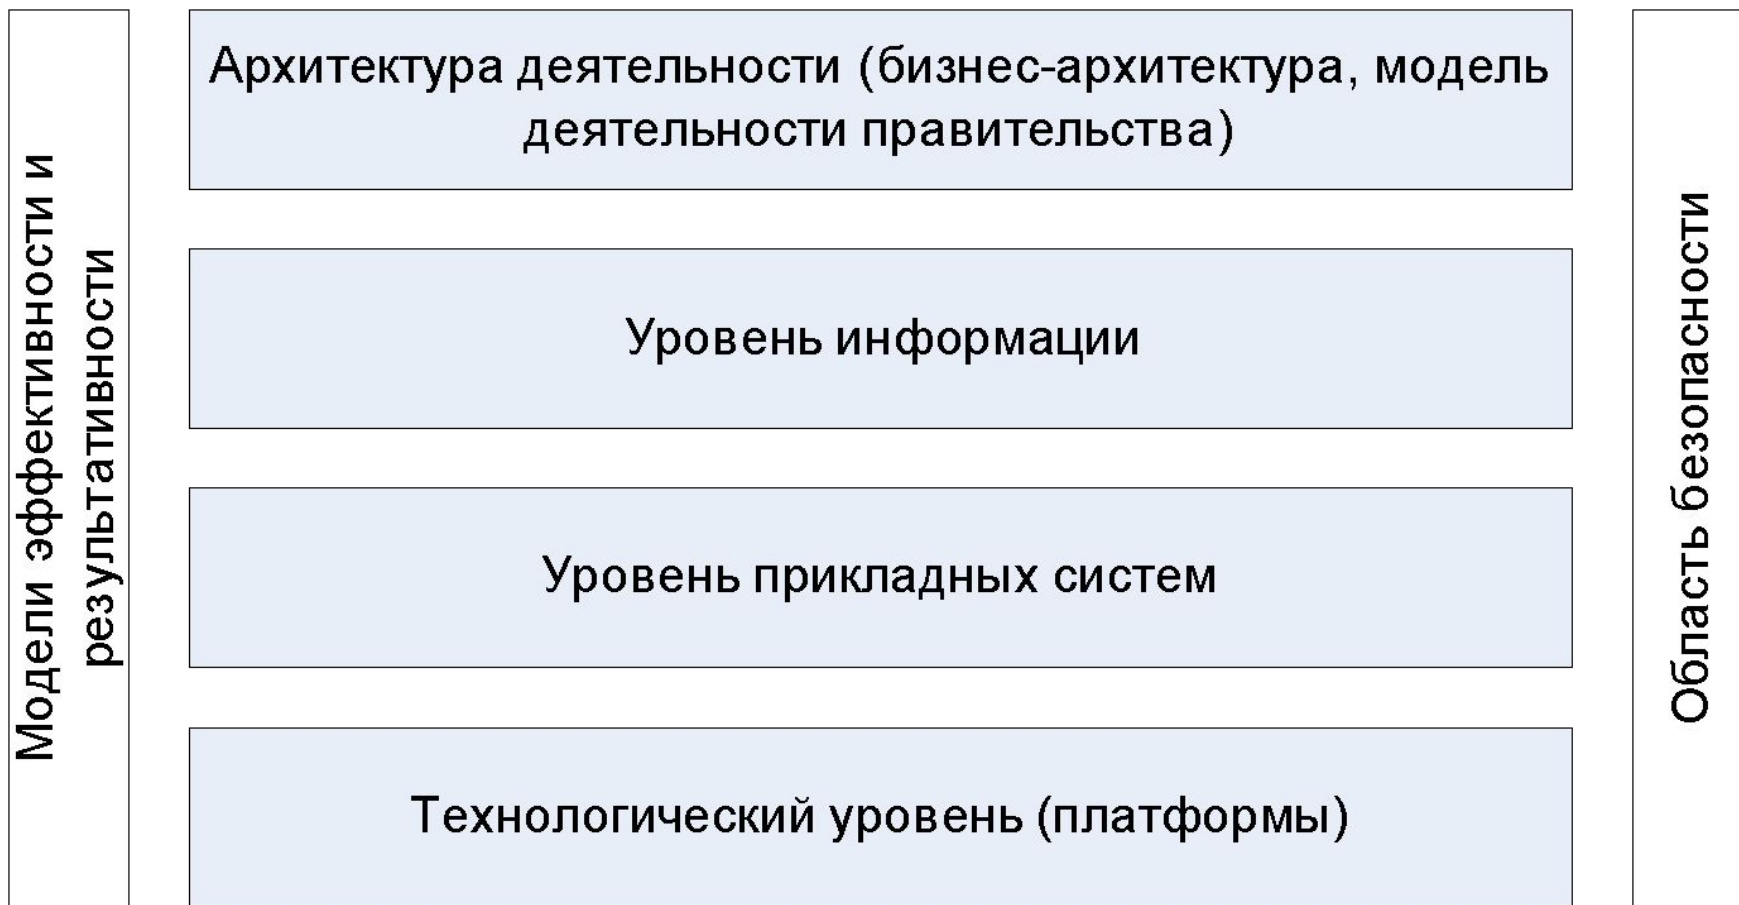 Модели эффективности и
результативности
Архитектура деятельности (бизнес-архитектура, модель
деятельности правительства)
Уровень информации
Уровень прикладных систем
Технологический уровень (платформы)
Область безопасности